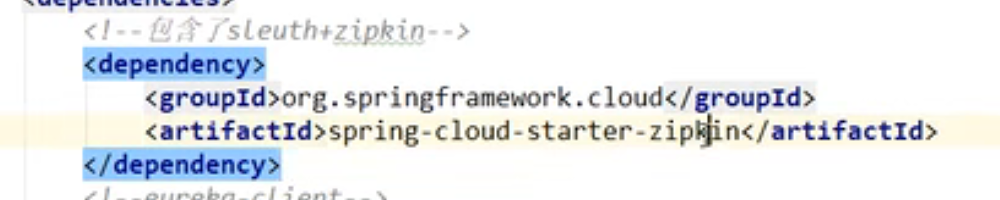 <dependencies>
<!--包含了sleuth+zipkin-->
<dependency>
<groupId>org.springframework.cloud</groupId>
<artifactId>spring-cloud-starter-zipkin</artifactId>
</dependency>
<!--eureka-client-->